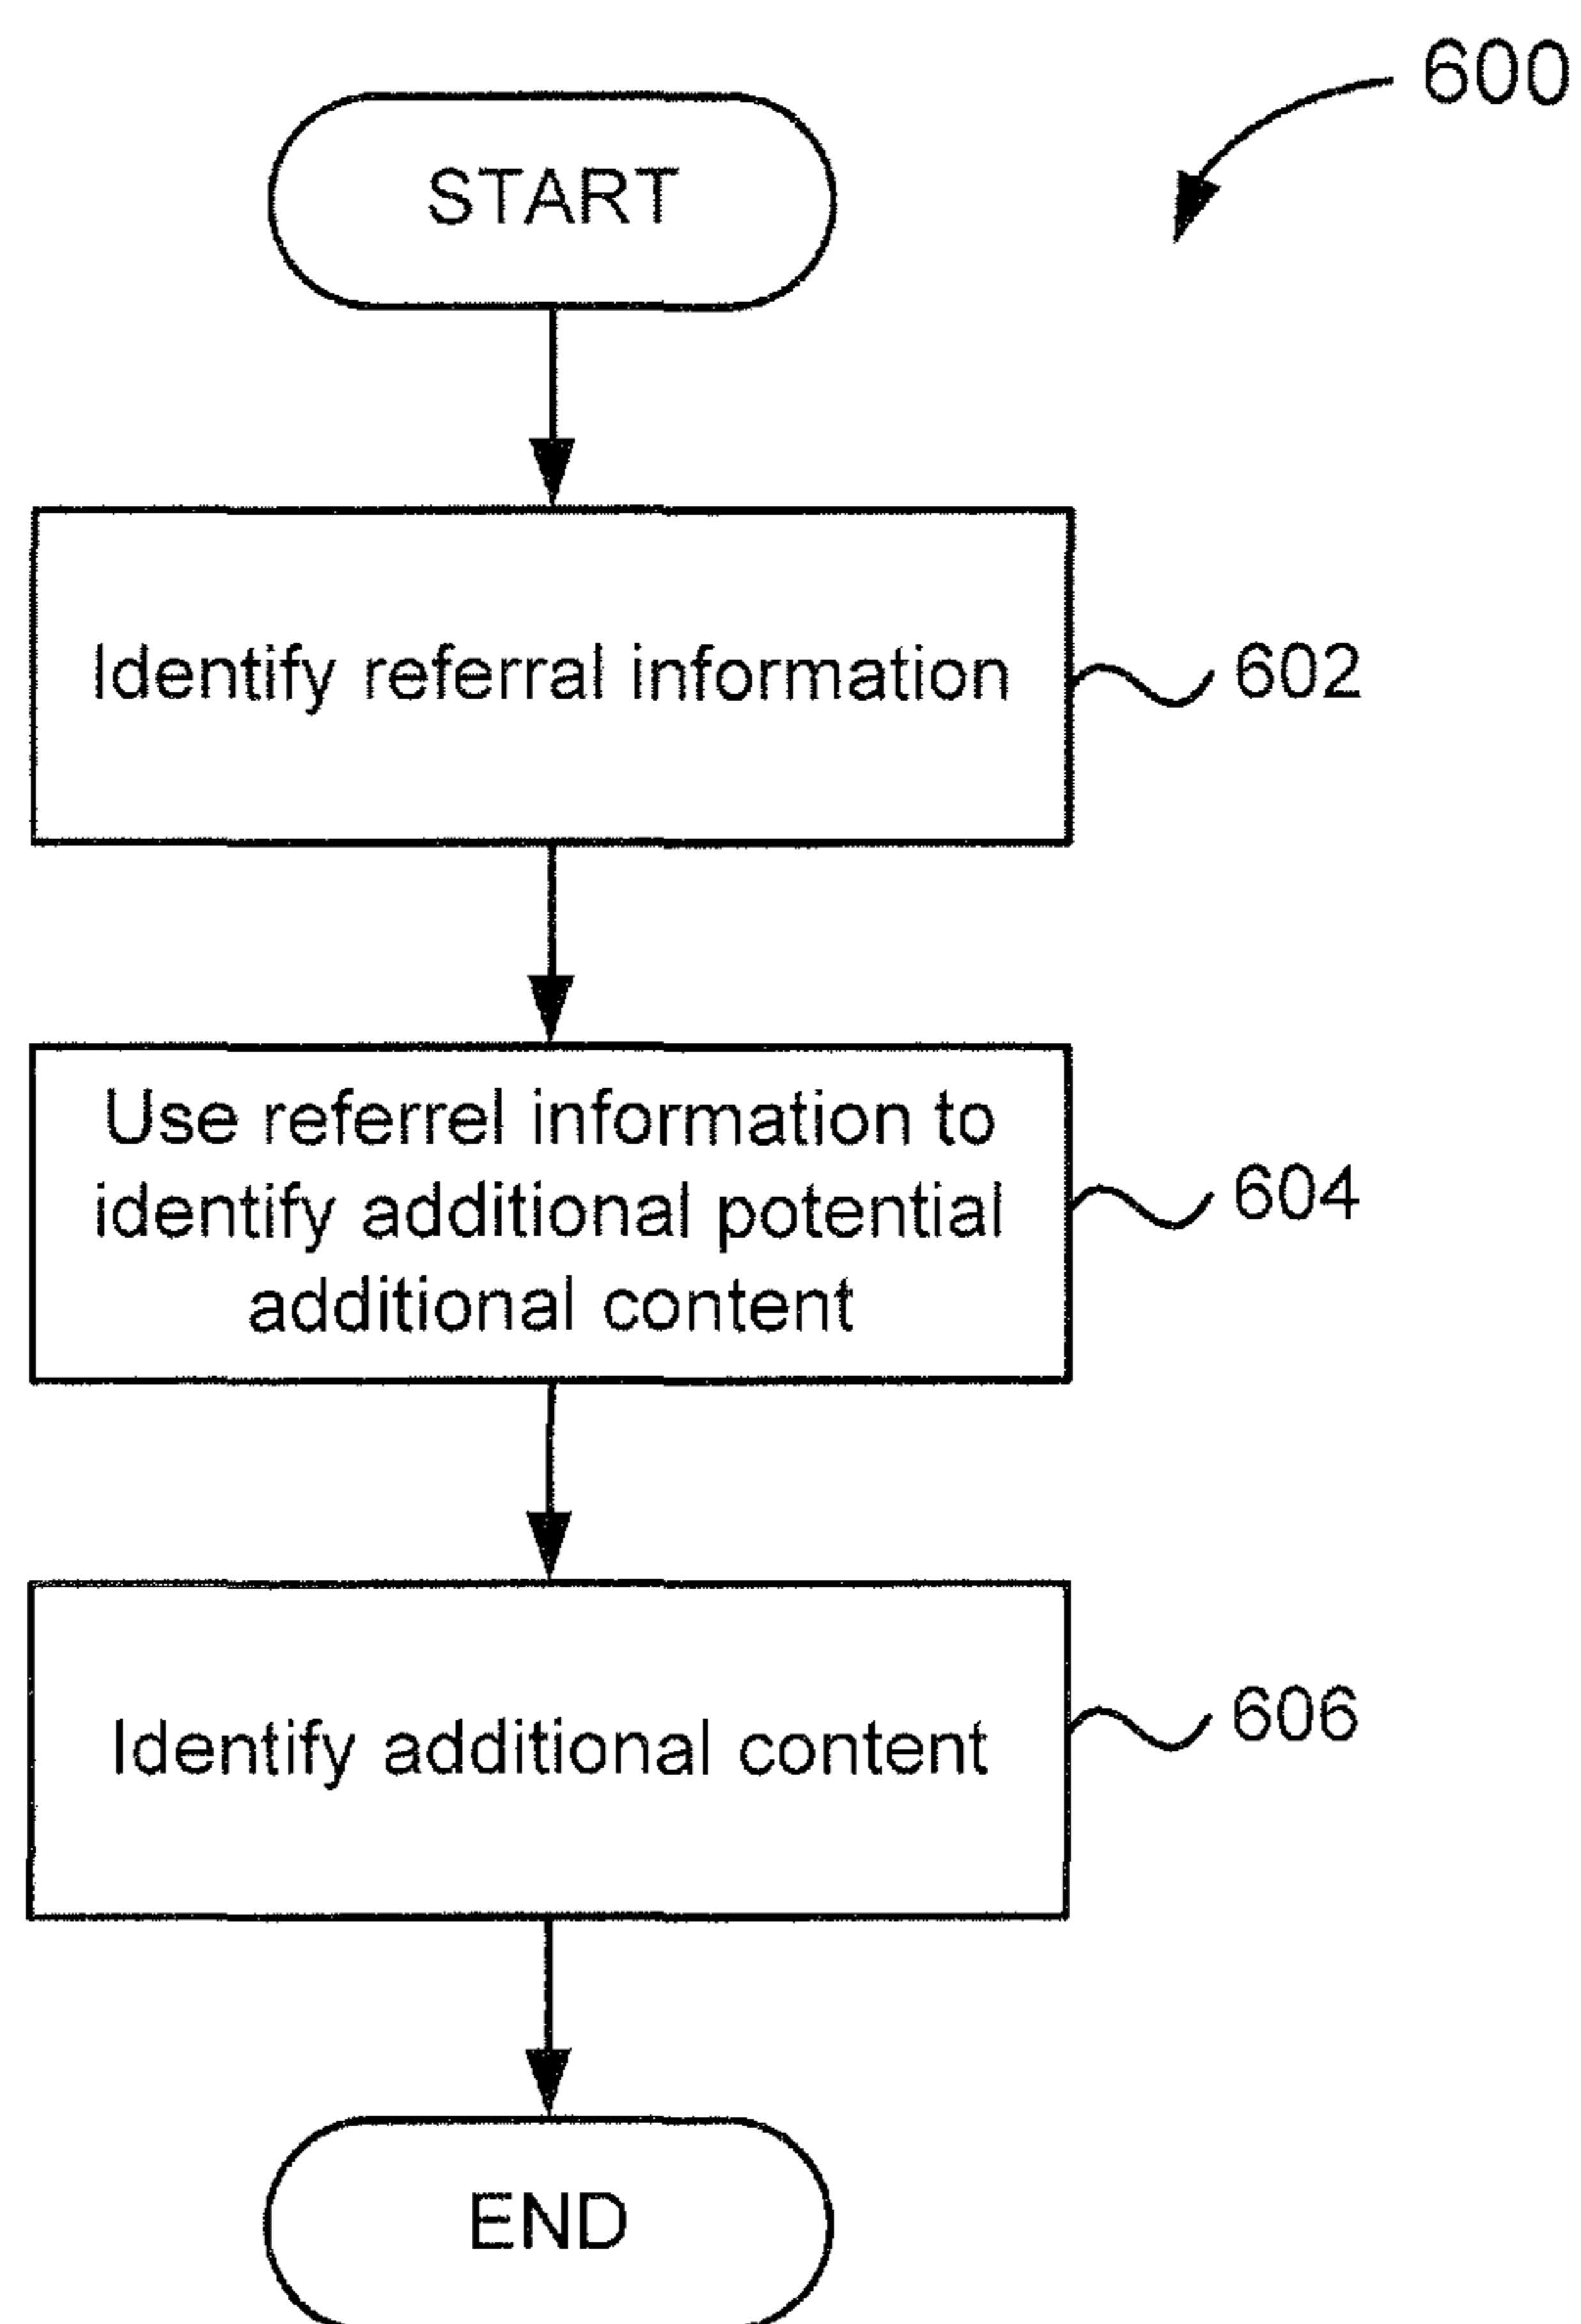 600
START
Identify referral information
602
Use referrel information to
identify additional potential
additional content
604
Identify additional content
606
END